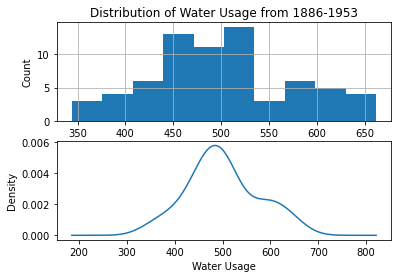 Distribution of Water Usage from 1886-1953
Count
10
5
0
350 400 450 500 550 600 650
Density
0.006
0.004
0.002
0.000
200 300 400 500 600 700 800
Water Usage